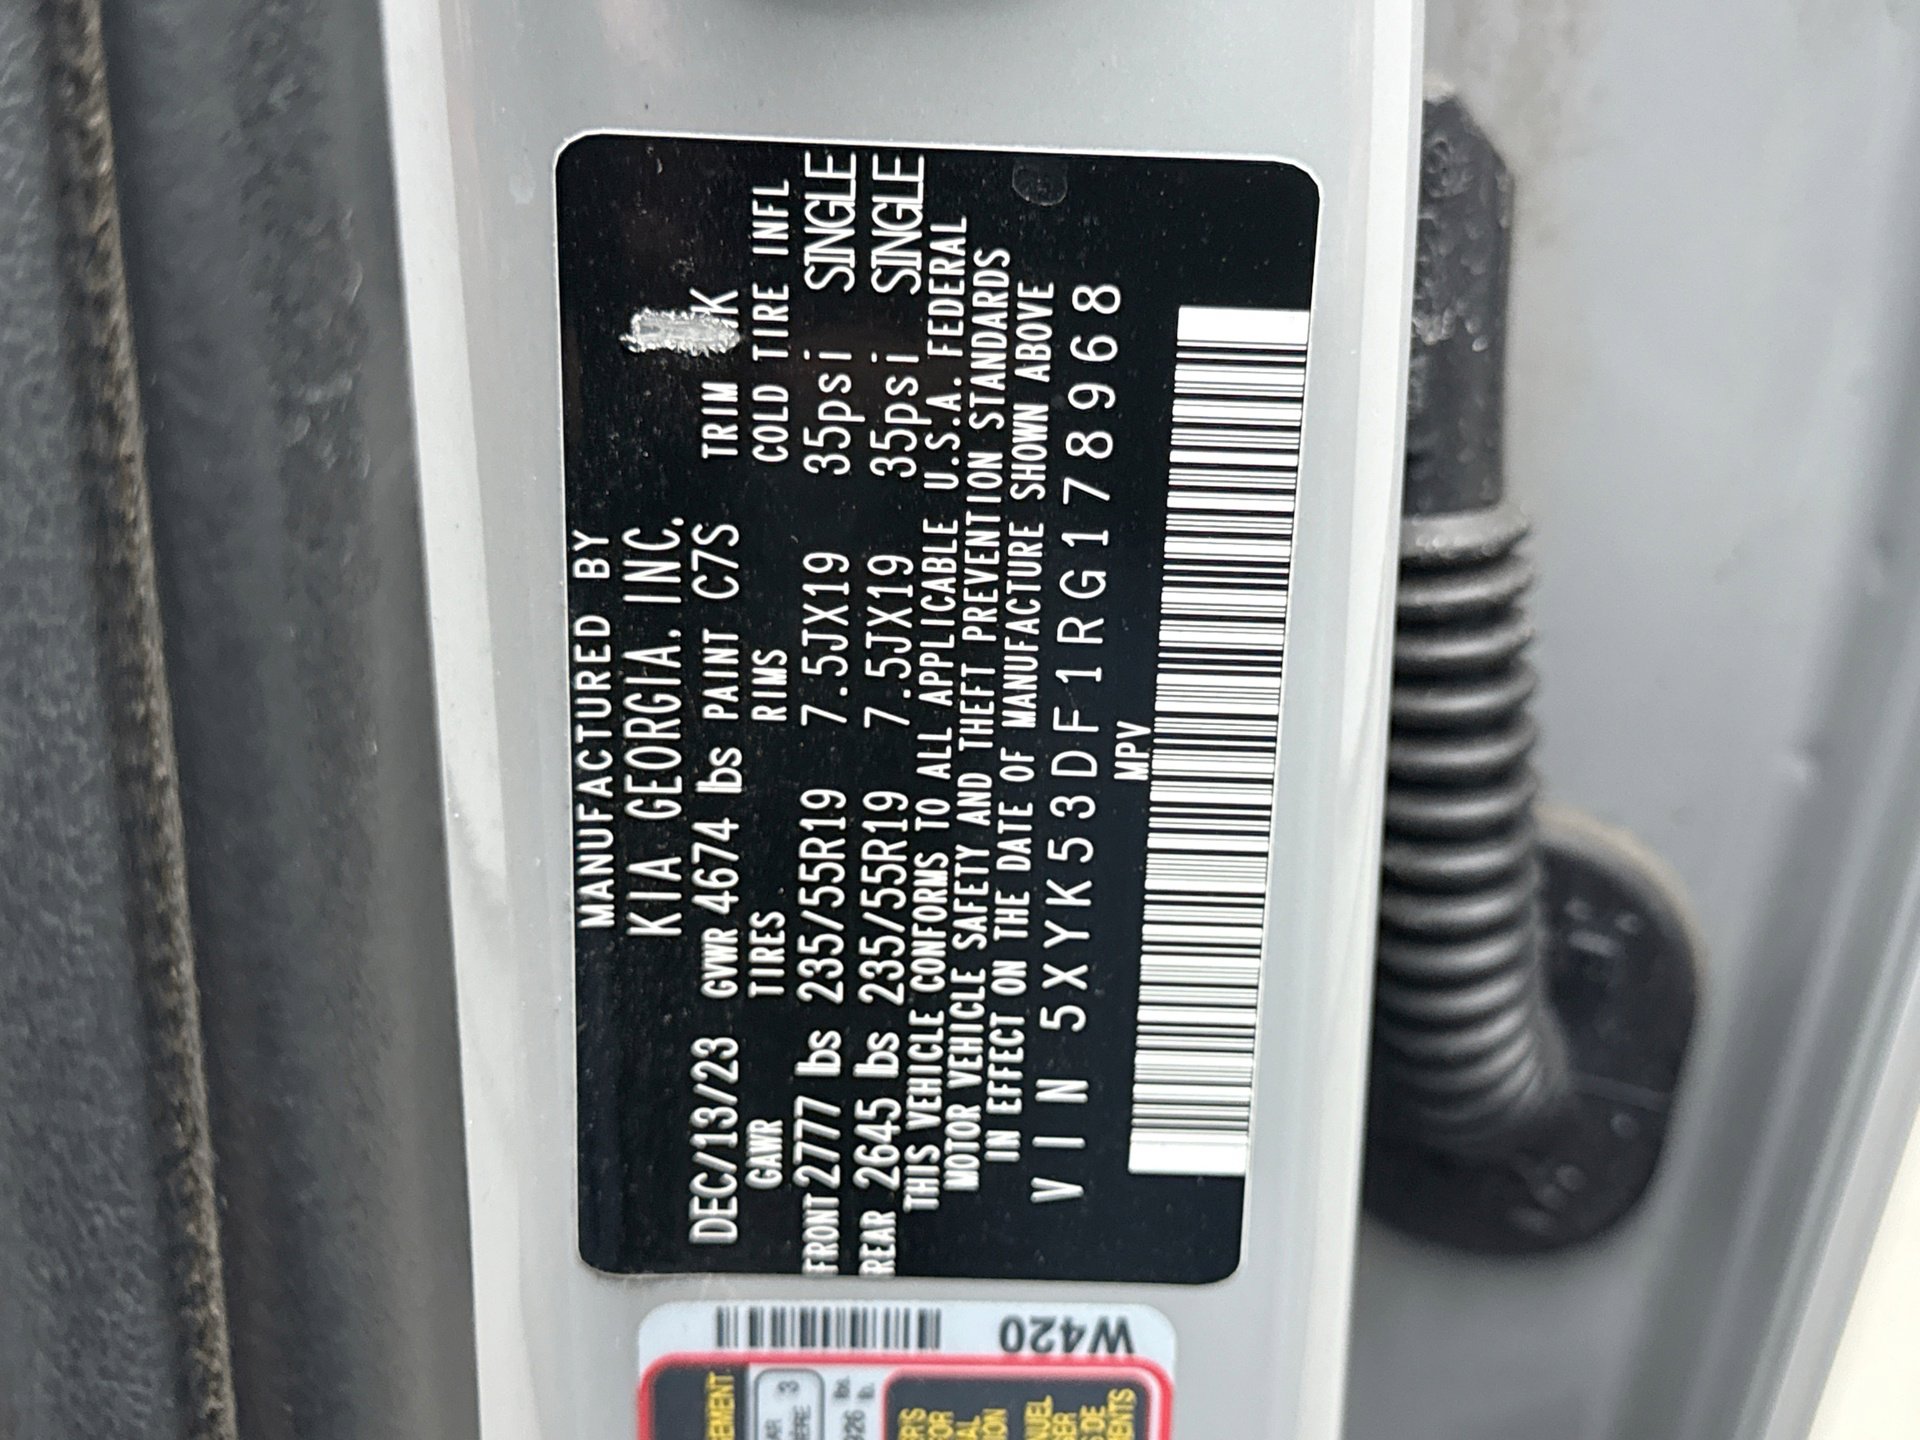 MANUFACTURED BY
KIA GEORGIA, INC.
DEC/13/23 GVWR 4674 lbs PAINT C7S TRIM K
GAWR TIRES RIMS COLD TIRE INFL
FRONT 2777 lbs 235/55R19 7.5JX19 35psi SINGLE
REAR 2645 lbs 235/55R19 7.5JX19 35psi SINGLE
THIS VEHICLE CONFORMS TO ALL APPLICABLE U.S.A. FEDERAL
MOTOR VEHICLE SAFETY AND THEFT PREVENTION STANDARDS
IN EFFECT ON THE DATE OF MANUFACTURE SHOWN ABOVE
VIN 5XYK53DF1RG178968
MPV
W420
3